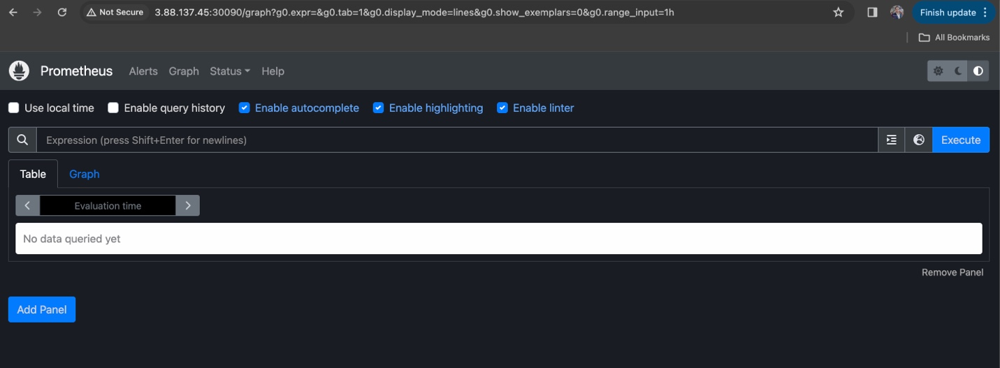 Not Secure 3.88.137.45:30090/graph?g0.expr=&g0.tab=1&g0.display_mode=lines&g0.show_exemplars=0&g0.range_input=1h Finish update
All Bookmarks
Prometheus Alerts Graph Status Help
Use local time Enable query history Enable autocomplete Enable highlighting Enable linter
Expression (press Shift+Enter for newlines) Execute
Table Graph
Evaluation time
No data queried yet
Remove Panel
Add Panel